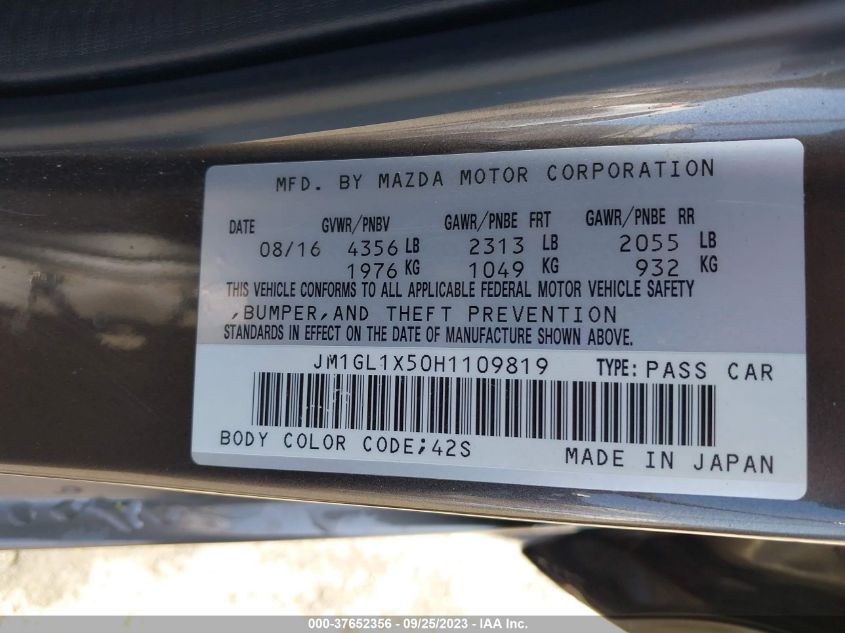 MFD. BY MAZDA MOTOR CORPORATION
DATE GVWR/PNBV GAWR/PNBE FRT GAWR/PNBE RR
08/16 4356 LB 2313 LB 2055 LB
1976 KG 1049 KG 932 KG
THIS VEHICLE CONFORMS TO ALL APPLICABLE FEDERAL MOTOR VEHICLE SAFETY
,BUMPER,AND THEFT PREVENTION
STANDARDS IN EFFECT ON THE DATE OF MANUFACTURE SHOWN ABOVE.
JM1GL1X50H1109819 TYPE: PASS CAR
BODY COLOR CODE;42S
MADE IN JAPAN
000-37652356 - 09/25/2023 - IAA Inc.